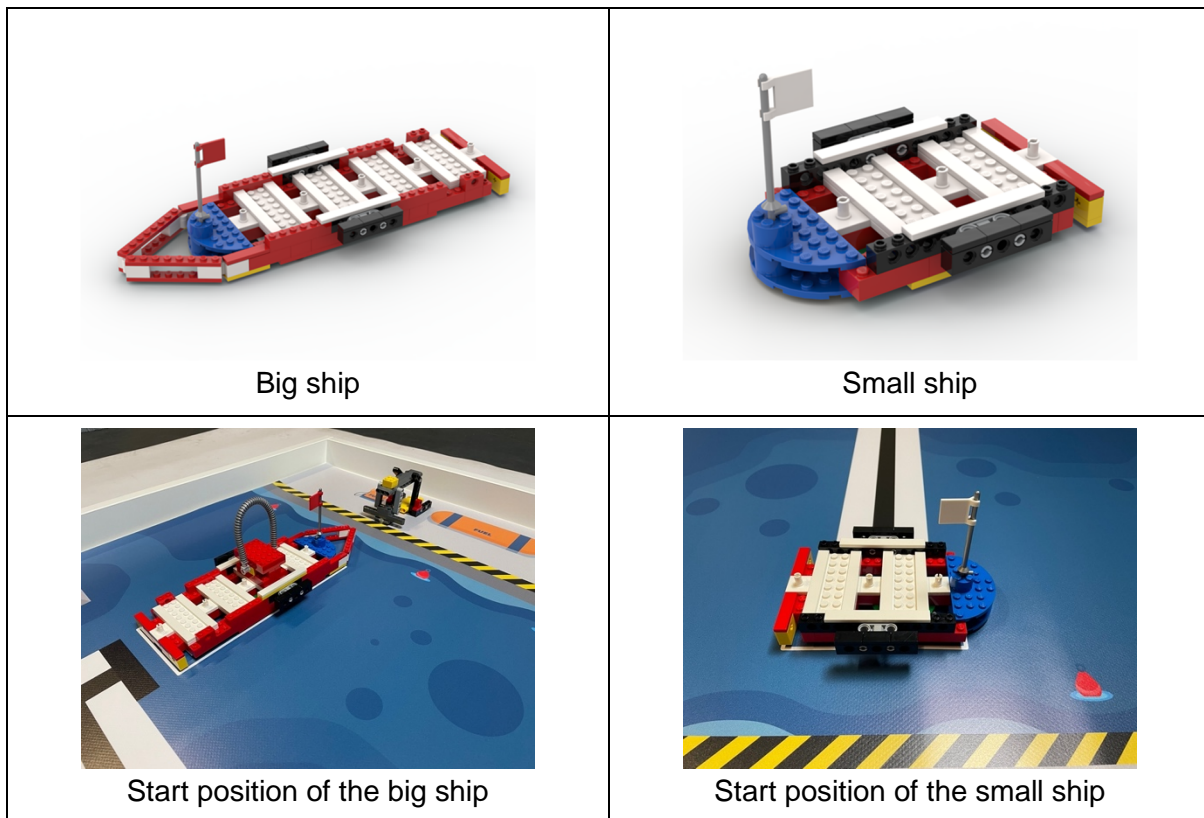 Big ship
Small ship
Start position of the big ship
Start position of the small ship